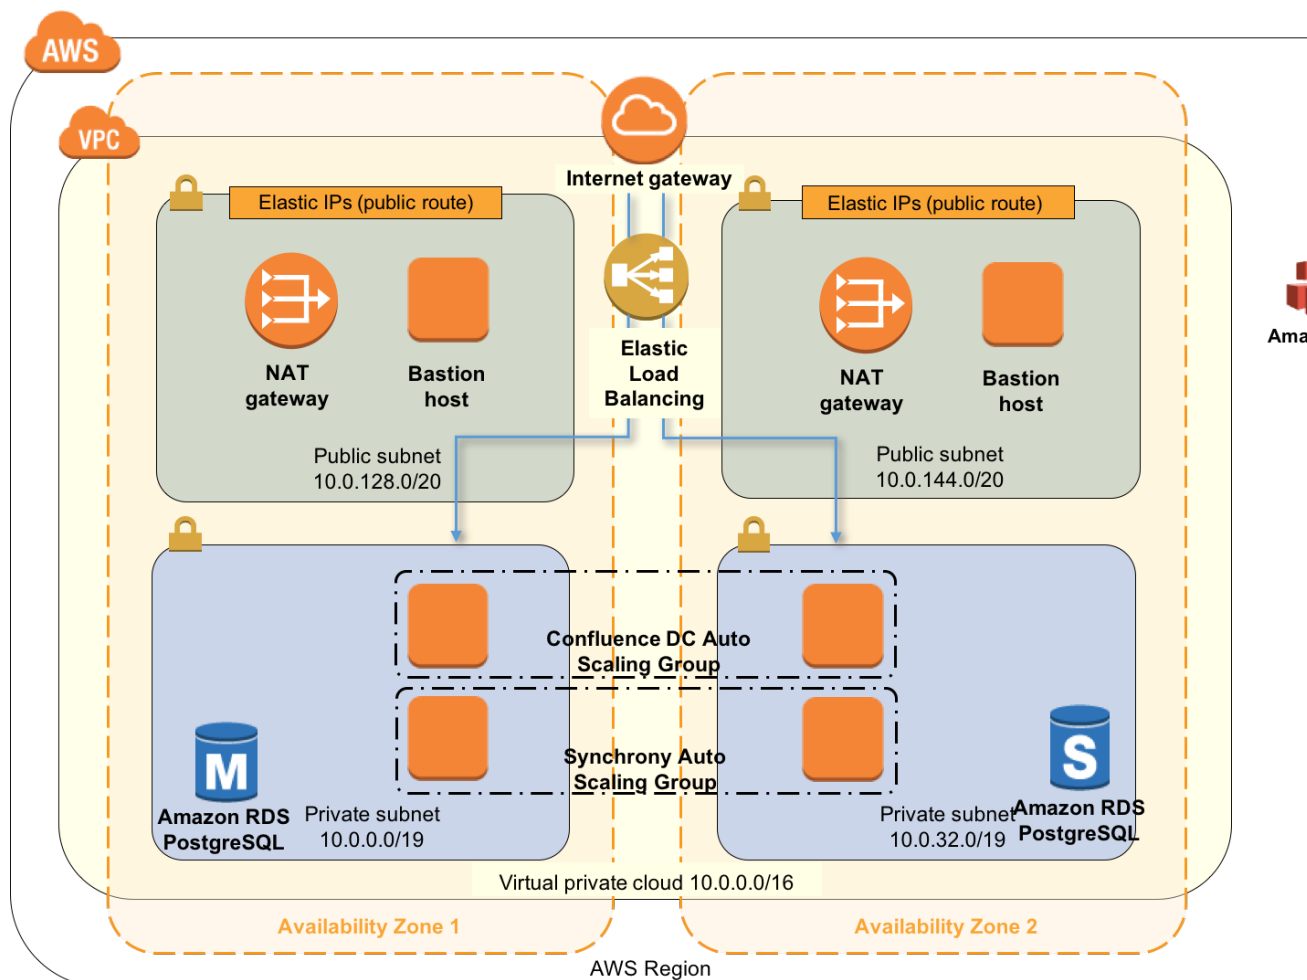 AWS
VPC
Internet gateway
Elastic IPs (public route)
Elastic IPs (public route)
NAT
gateway
Bastion
host
Elastic
Load
Balancing
NAT
gateway
Bastion
host
Public subnet
10.0.128.0/20
Public subnet
10.0.144.0/20
Confluence DC Auto
Scaling Group
Synchrony Auto
Scaling Group
M
Amazon RDS
PostgreSQL
Private subnet
10.0.0.0/19
S
Private subnet
10.0.32.0/19
Amazon RDS
PostgreSQL
Virtual private cloud 10.0.0.0/16
Availability Zone 1
Availability Zone 2
AWS Region